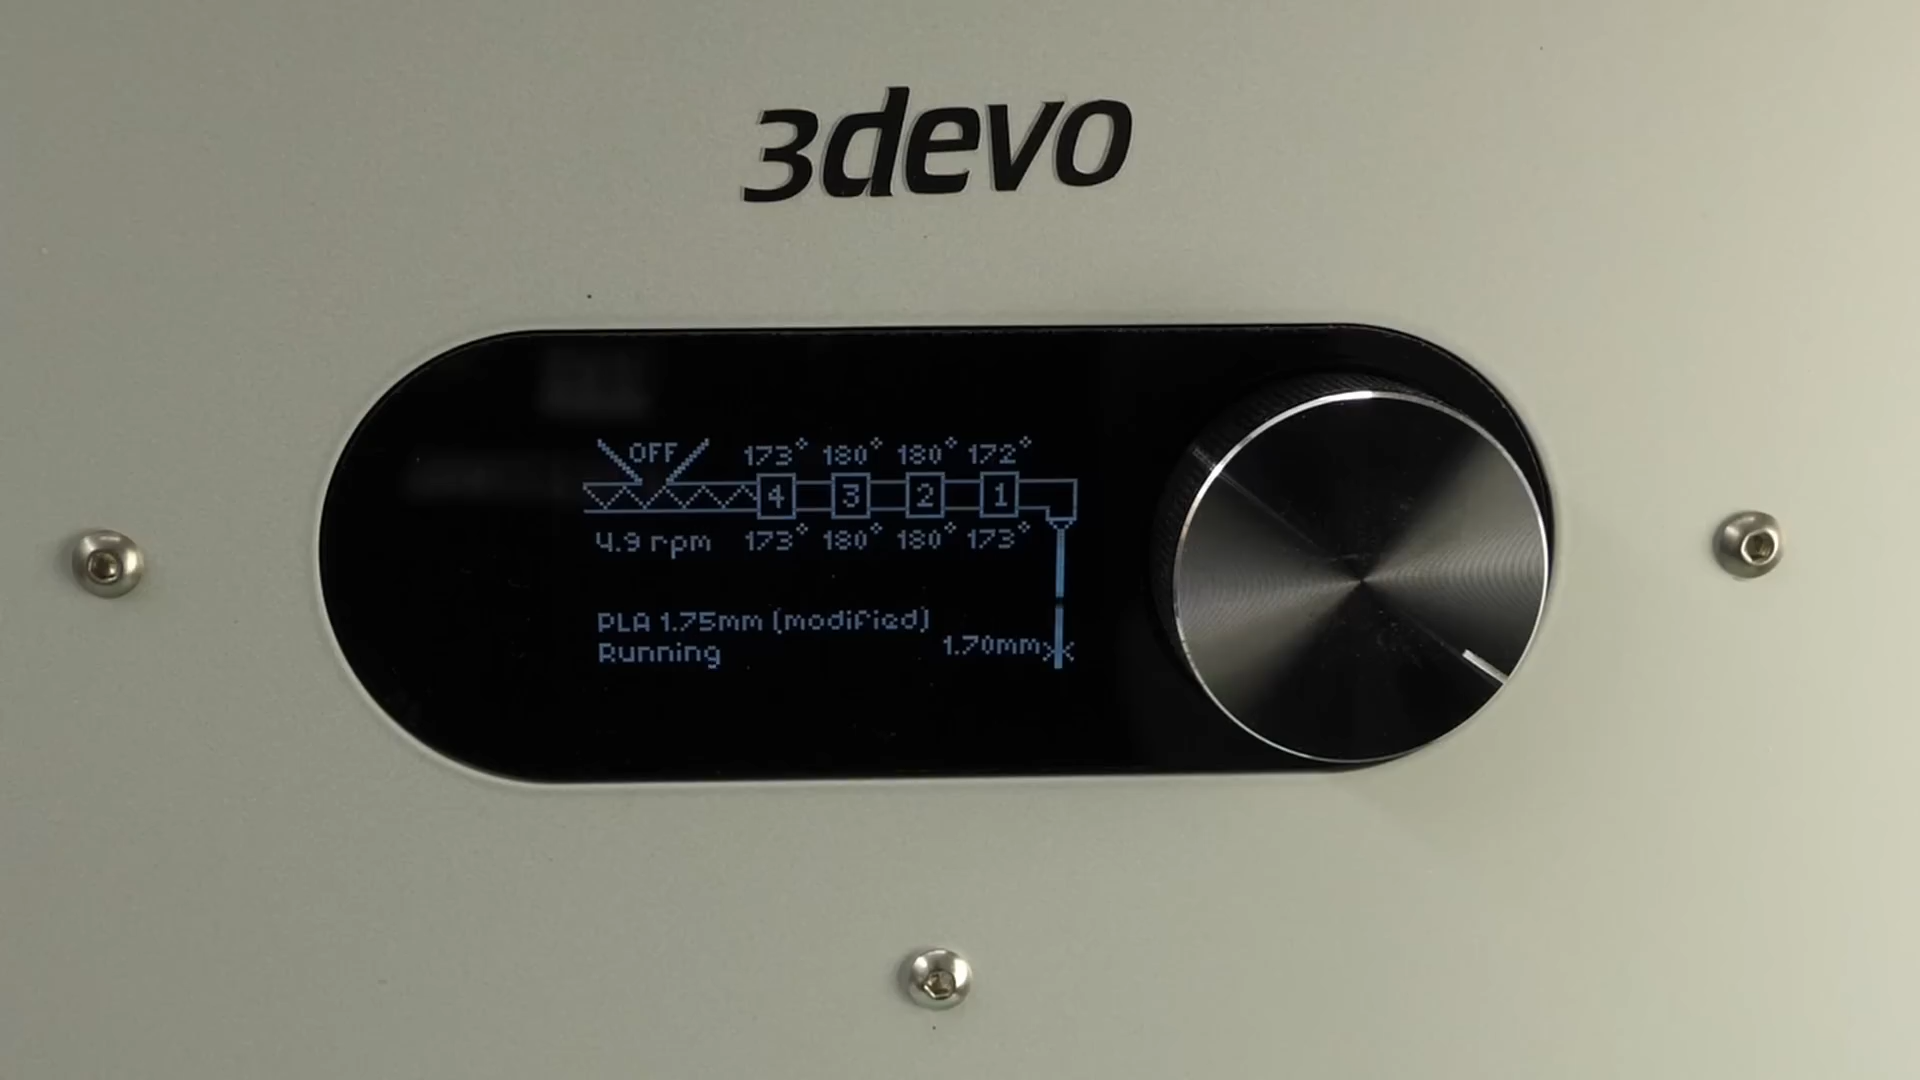 3devo
OFF 173° 180° 180° 172°
4 3 2 1
4.9 rpm 173° 180° 180° 173°
PLA 1.75mm (modified)
Running 1.70mm